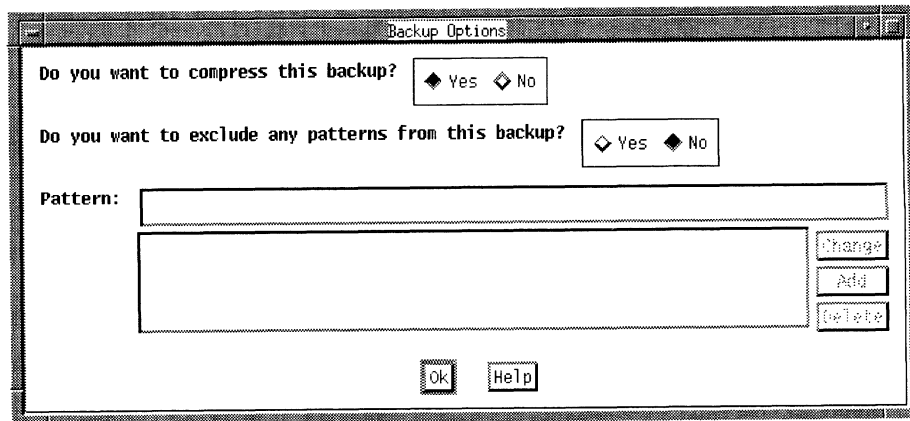 Backup Options
Do you want to compress this backup? Yes No
Do you want to exclude any patterns from this backup? Yes No
Pattern:
Change
Add
Delete
Ok Help